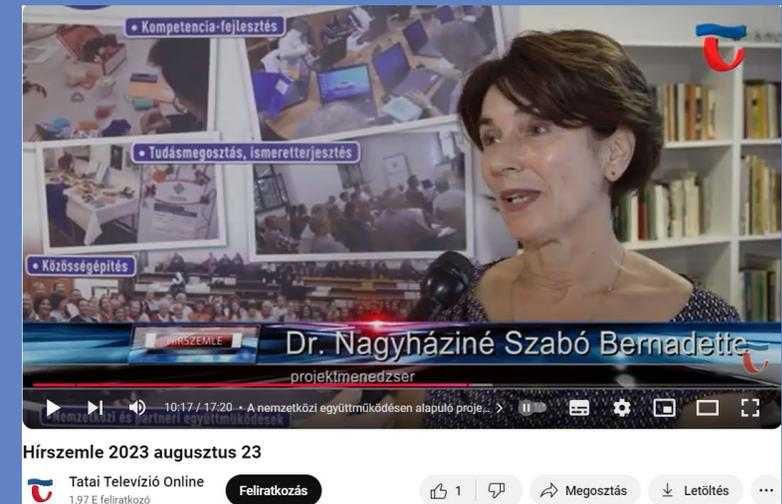 • Kompetencia-fejlesztés
• Tudásmegosztás, ismeretterjesztés
• Közösségépítés
HÍRSZEMLE
Dr. Nagyháziné Szabó Bernadette
projektmenedzser
10:17 / 17:20 • A nemzetközi együttműködésen alapuló proje...
• Nemzetközi és partneri együttműködések
Hírszemle 2023 augusztus 23
Tatai Televízió Online
1,97 E feliratkozó
Feliratkozás
1
Megosztás
Letöltés